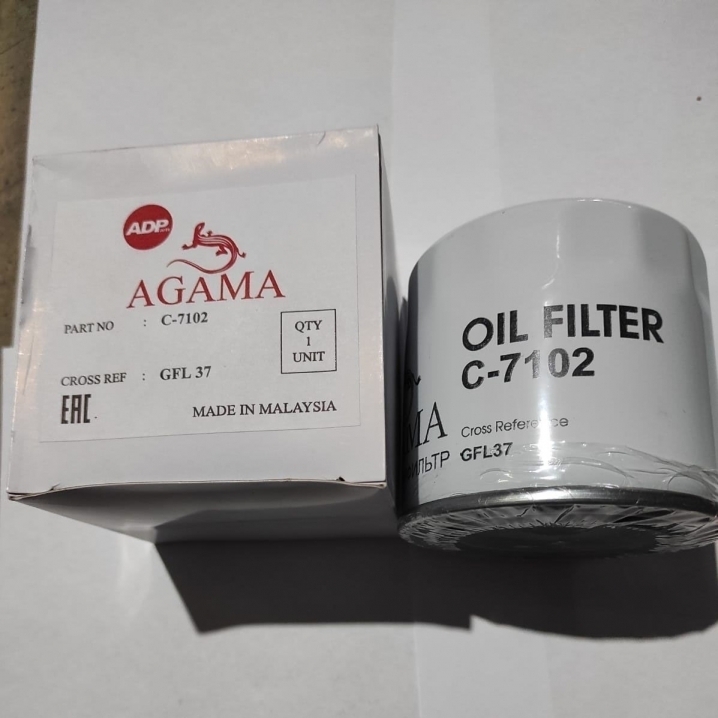 ADP
AGAMA
PART NO : C-7102
QTY
1
UNIT
CROSS REF : GFL 37
EAC
MADE IN MALAYSIA
OIL FILTER
C-7102
MA
Cross Reference
ИЛЬТР GFL37